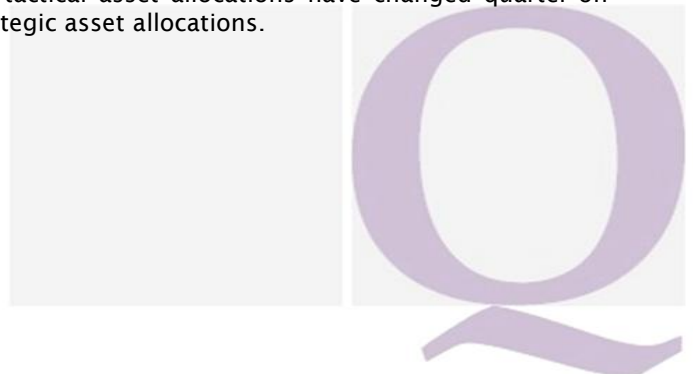 tactical asset allocations have changed quarter on
tegic asset allocations.
Q